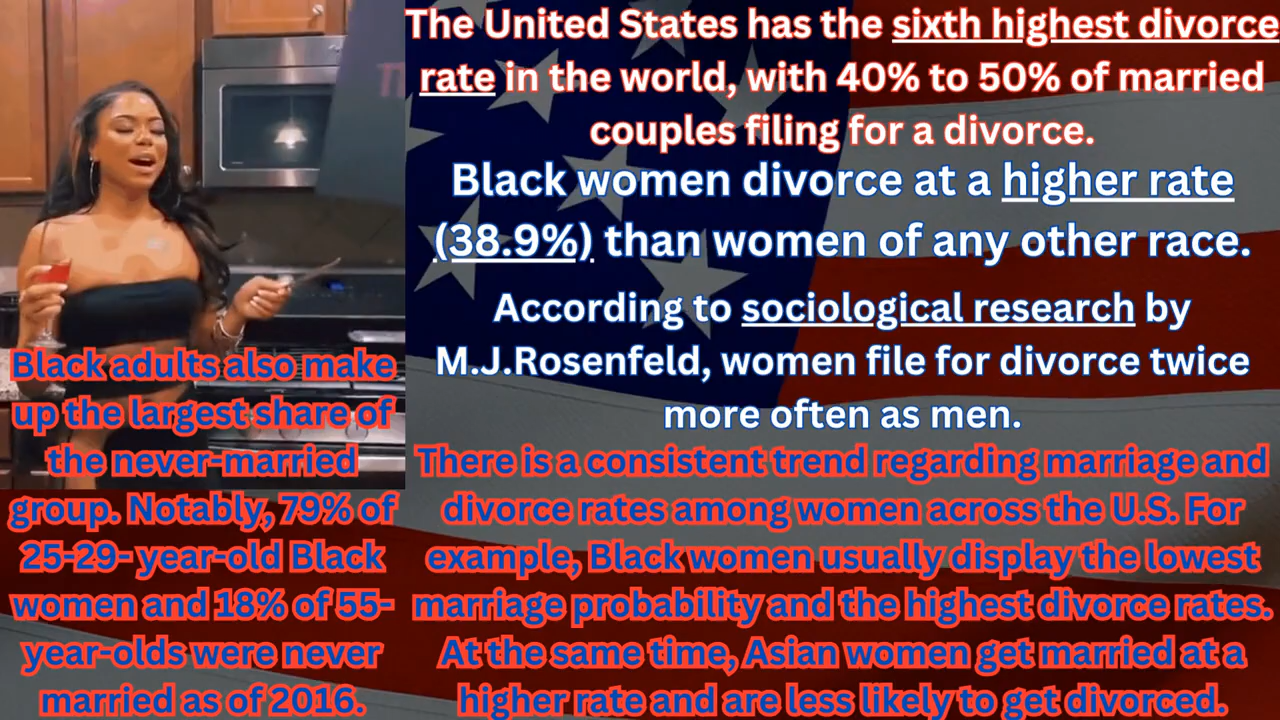 The United States has the sixth highest divorce
rate in the world, with 40% to 50% of married
couples filing for a divorce.
Black women divorce at a higher rate
(38.9%) than women of any other race.
According to sociological research by
M.J.Rosenfeld, women file for divorce twice
more often as men.
There is a consistent trend regarding marriage and
divorce rates among women across the U.S. For
example, Black women usually display the lowest
marriage probability and the highest divorce rates.
At the same time, Asian women get married at a
higher rate and are less likely to get divorced.
Black adults also make
up the largest share of
the never-married
group. Notably, 79% of
25-29- year-old Black
women and 18% of 55-
year-olds were never
married as of 2016.